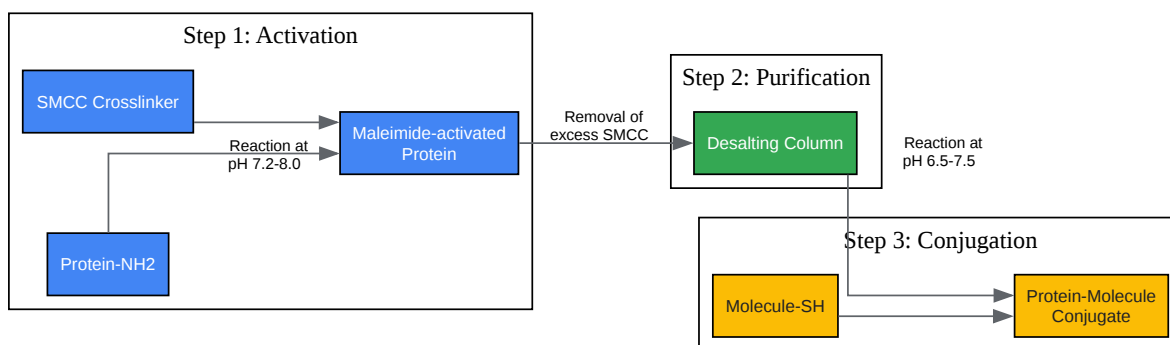 Step 1: Activation
SMCC Crosslinker
Reaction at
pH 7.2-8.0
Maleimide-activated
Protein
Protein-NH2
Removal of
excess SMCC
Step 2: Purification
Desalting Column
Reaction at
pH 6.5-7.5
Step 3: Conjugation
Molecule-SH
Protein-Molecule
Conjugate